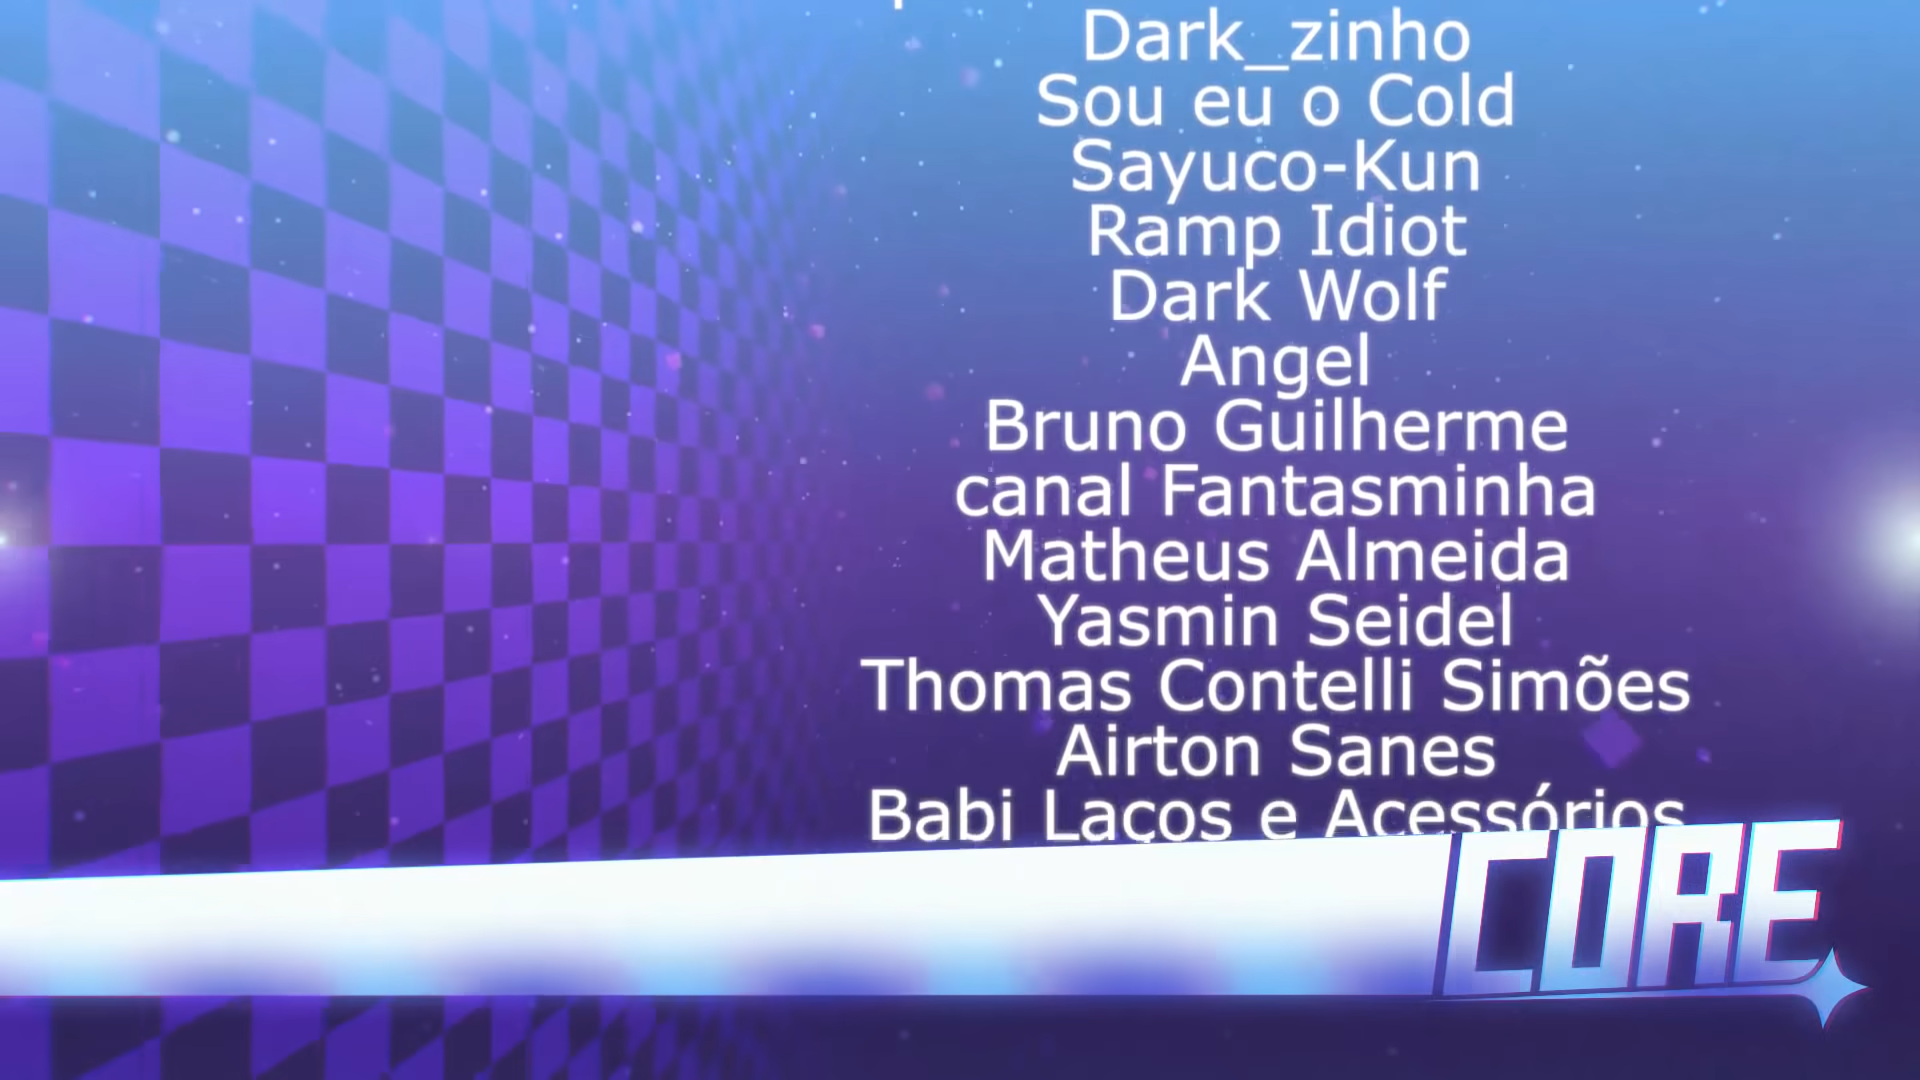 Dark_zinho
Sou eu o Cold
Sayuco-Kun
Ramp Idiot
Dark Wolf
Angel
Bruno Guilherme
canal Fantasminha
Matheus Almeida
Yasmin Seidel
Thomas Contelli Simões
Airton Sanes
Babi Laços e Acessórios
CORE